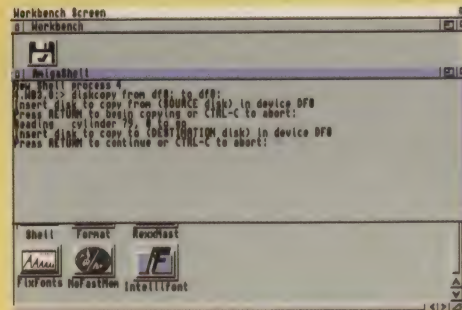 Workbench Screen
Workbench
AmigaShell
New Shell process 4
4.WB3.0:> diskcopy from df0: to df0:
Insert disk to copy from (SOURCE disk) in device DF0
Press RETURN to begin copying or CTRL-C to abort:
Reading cylinder 79, 0 to go
Insert disk to copy to (DESTINATION disk) in device DF0
Press RETURN to continue or CTRL-C to abort:
Shell Format RexxMast
FixFonts NoFastMem IntelliFont